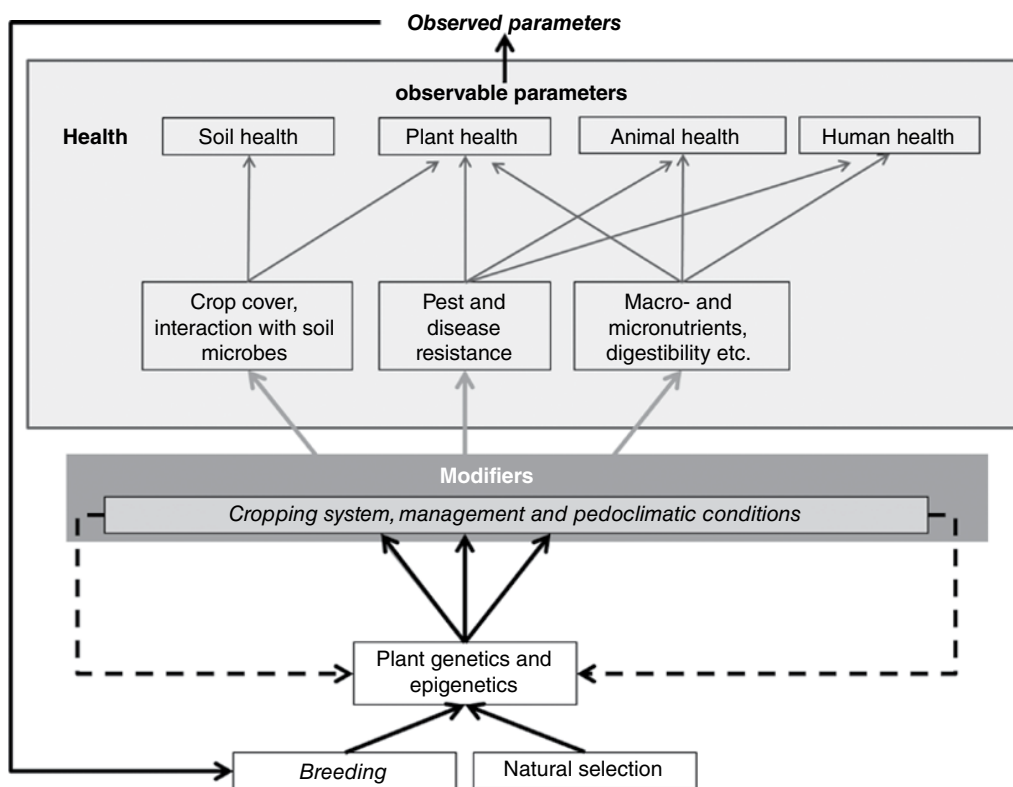 Observed parameters
observable parameters
Health
Soil health
Plant health
Animal health
Human health
Crop cover,
interaction with soil
microbes
Pest and
disease
resistance
Macro- and
micronutrients,
digestibility etc.
Modifiers
Cropping system, management and pedoclimatic conditions
Plant genetics and
epigenetics
Breeding
Natural selection